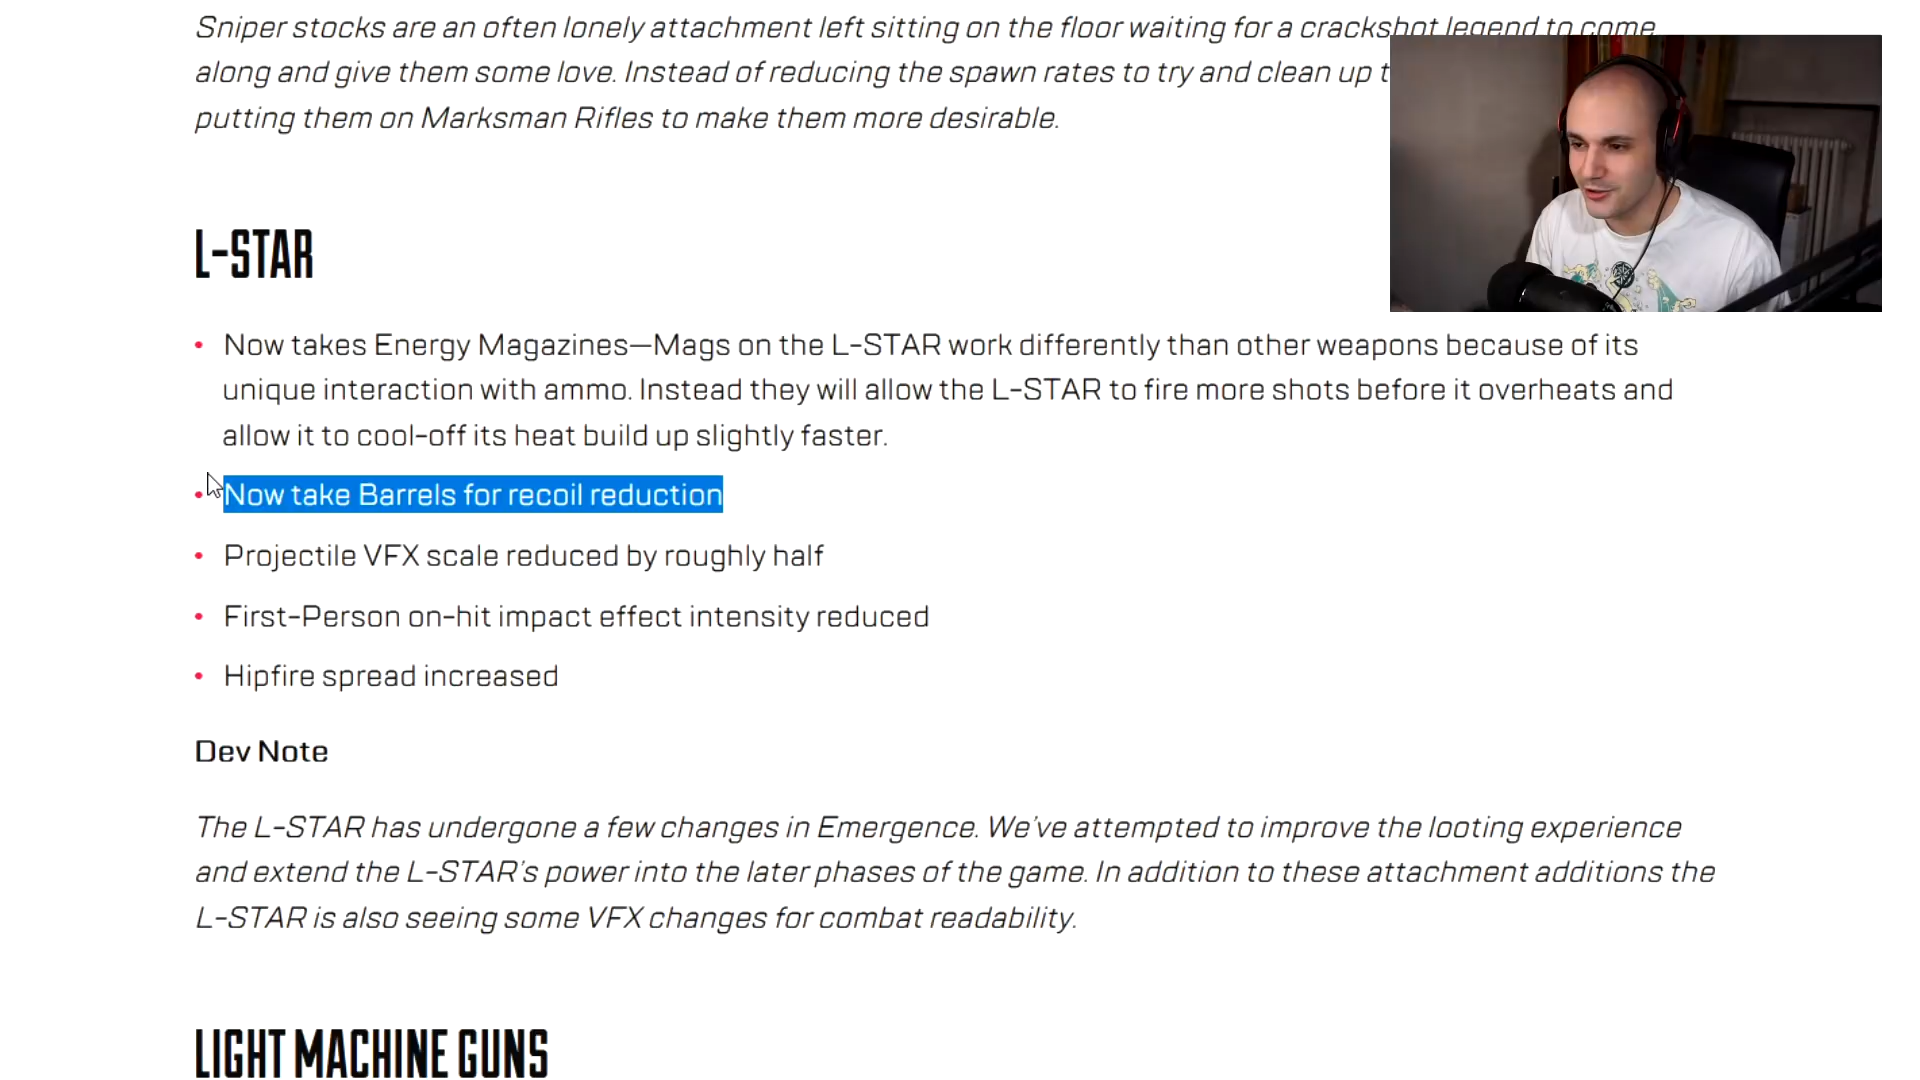 Sniper stocks are an often lonely attachment left sitting on the floor waiting for a crackshot legend to come
along and give them some love. Instead of reducing the spawn rates to try and clean up
putting them on Marksman Rifles to make them more desirable.
L-STAR
• Now takes Energy Magazines—Mags on the L-STAR work differently than other weapons because of its
unique interaction with ammo. Instead they will allow the L-STAR to fire more shots before it overheats and
allow it to cool-off its heat build up slightly faster.
• Now take Barrels for recoil reduction
• Projectile VFX scale reduced by roughly half
• First-Person on-hit impact effect intensity reduced
• Hipfire spread increased
Dev Note
The L-STAR has undergone a few changes in Emergence. We've attempted to improve the looting experience
and extend the L-STAR's power into the later phases of the game. In addition to these attachment additions the
L-STAR is also seeing some VFX changes for combat readability.
LIGHT MACHINE GUNS